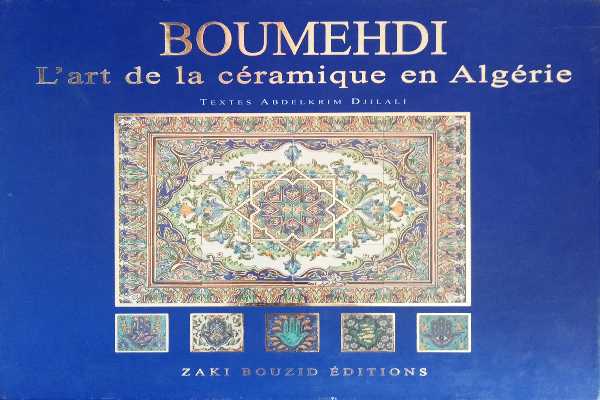 BOUMEHDI
L'art de la céramique en Algérie
TEXTES ABDELKRIM DJILALI
ZAKI BOUZID ÉDITIONS